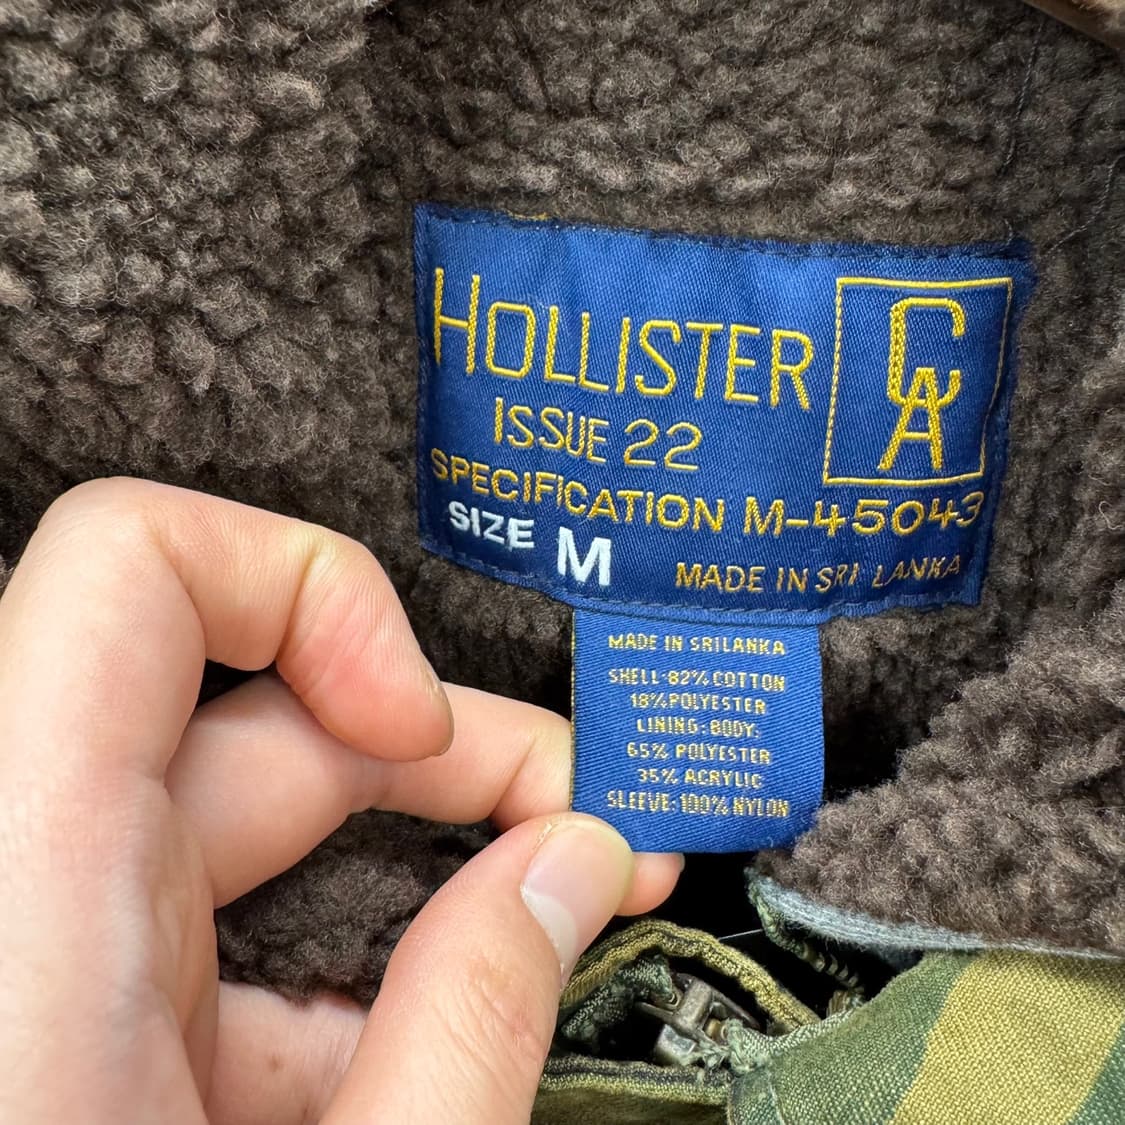 HOLLISTER
CA
ISSUE 22
SPECIFICATION M-45043
SIZE M
MADE IN SRI LANKA
MADE IN SRILANKA
SHELL:82% COTTON
18%POLYESTER
LINING:BODY:
65% POLYESTER
35% ACRYLIC
SLEEVE:100% NYLON